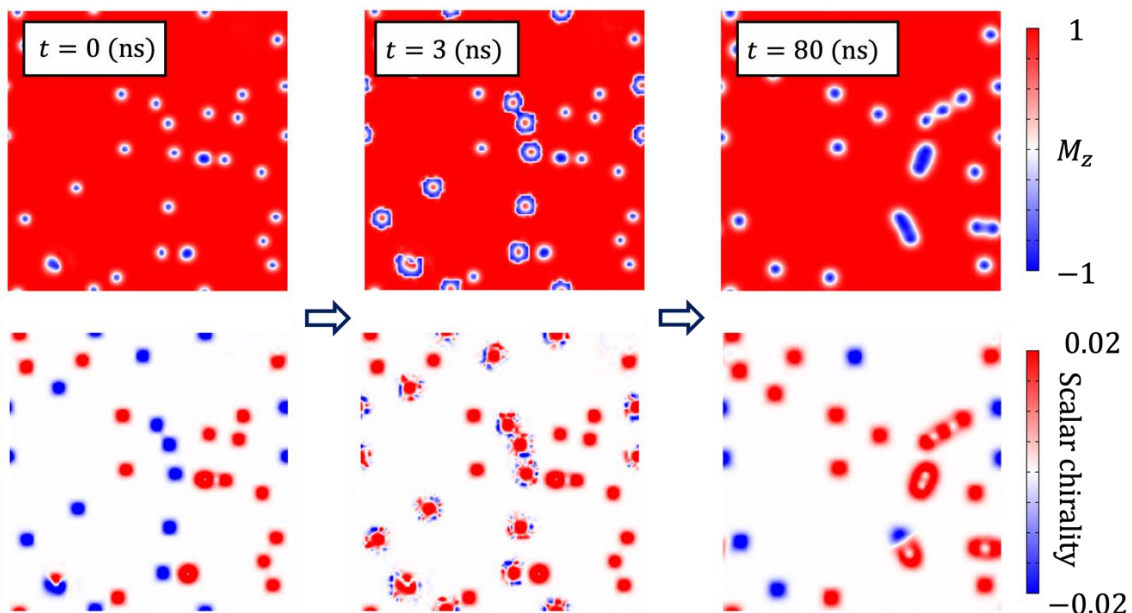 t = 0 (ns)
t = 3 (ns)
t = 80 (ns)
1
M_z
−1
0.02
Scalar chirality
−0.02